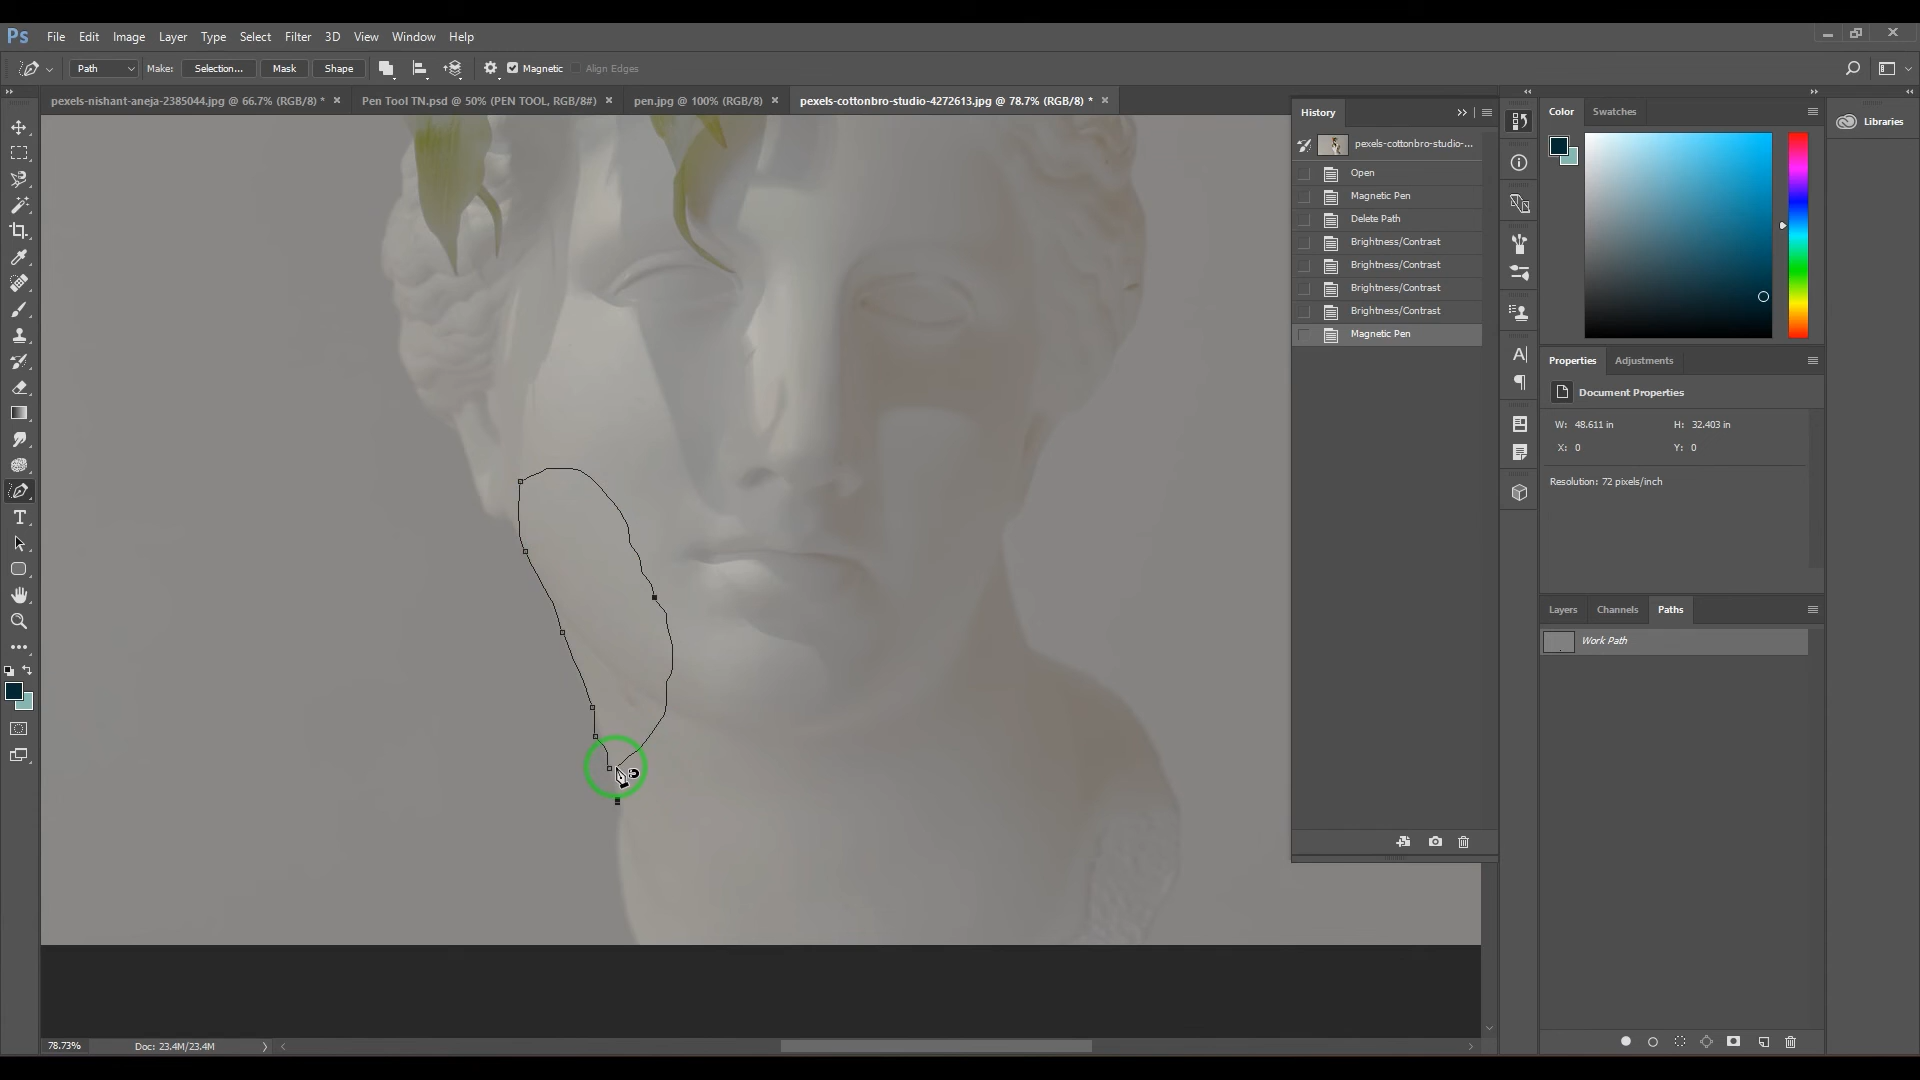 Ps File Edit Image Layer Type Select Filter 3D View Window Help
Path Make: Selection... Mask Shape Magnetic Align Edges
pexels-nishant-aneja-2385044.jpg @ 66.7% (RGB/8) * Pen Tool TN.psd @ 50% (PEN TOOL, RGB/8#) pen.jpg @ 100% (RGB/8) pexels-cottonbro-studio-4272613.jpg @ 78.7% (RGB/8) *
History
pexels-cottonbro-studio-...
Open
Magnetic Pen
Delete Path
Brightness/Contrast
Brightness/Contrast
Brightness/Contrast
Brightness/Contrast
Magnetic Pen
Color Swatches
Libraries
Properties Adjustments
Document Properties
W: 48.611 in H: 32.403 in
X: 0 Y: 0
Resolution: 72 pixels/inch
Layers Channels Paths
Work Path
78.73% Doc: 23.4M/23.4M